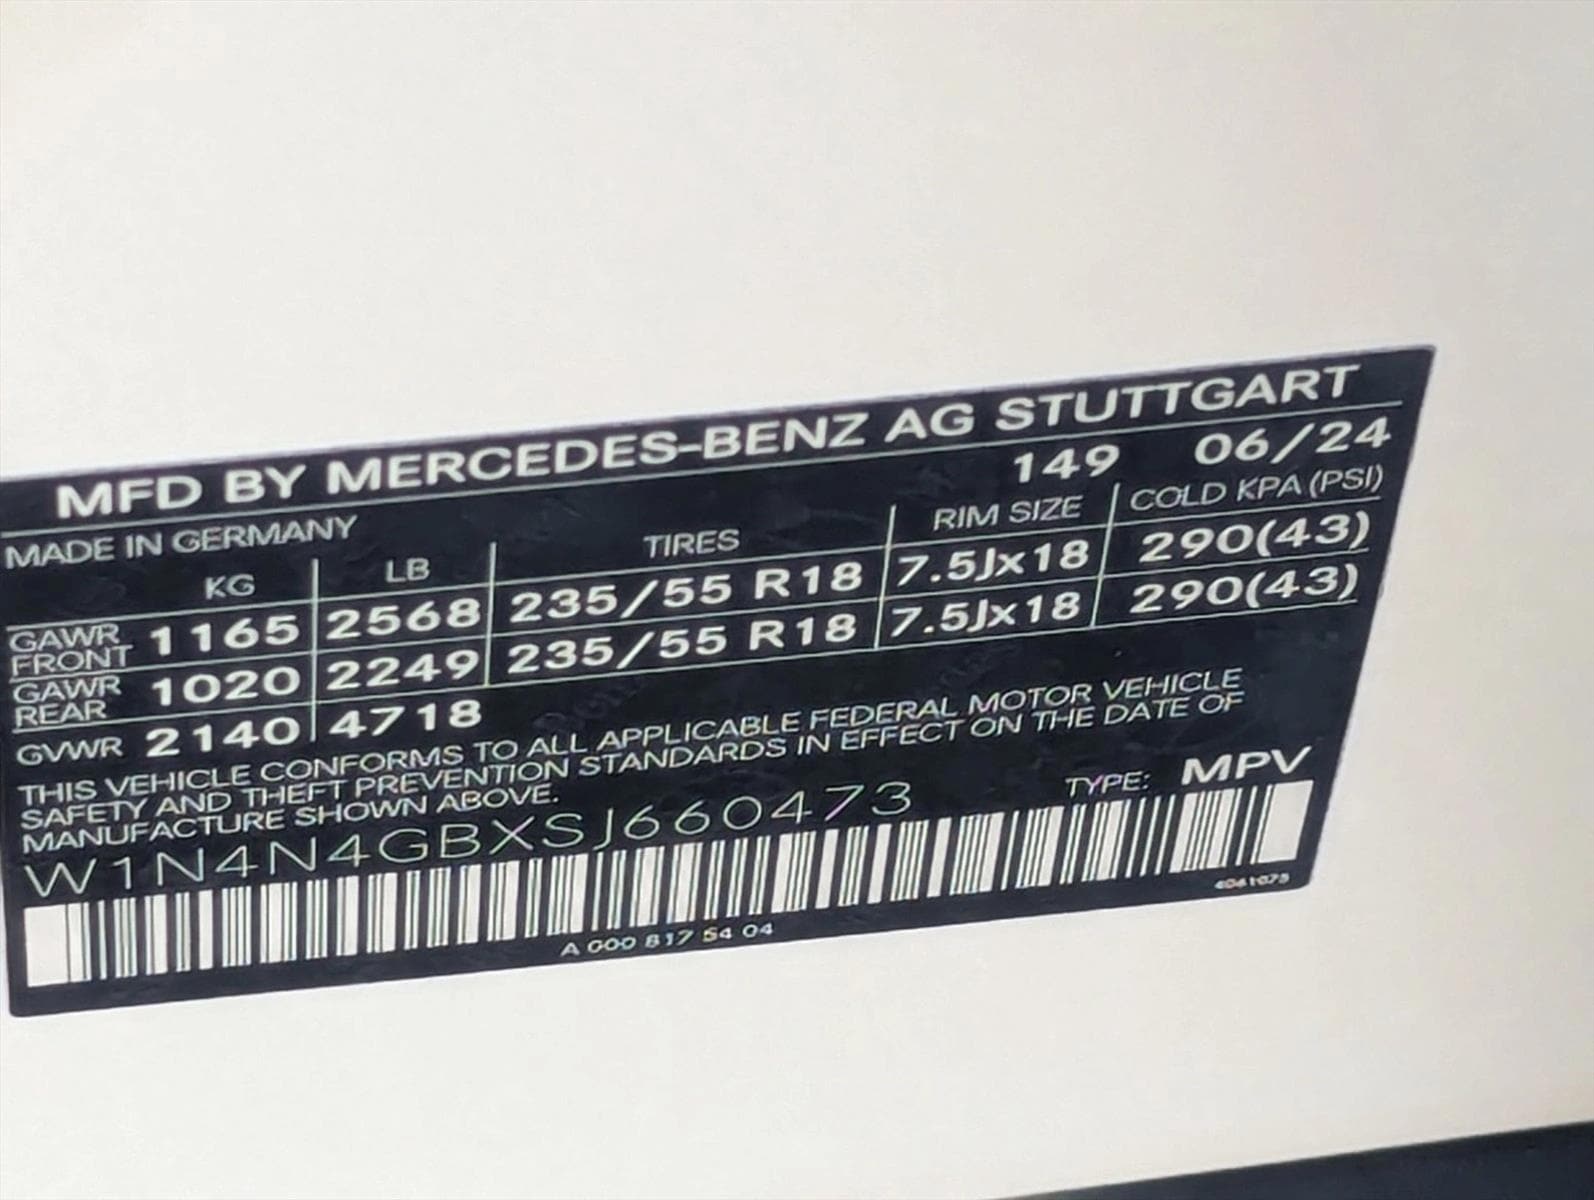 MFD BY MERCEDES-BENZ AG STUTTGART
MADE IN GERMANY 149 06/24
KG LB TIRES RIM SIZE COLD KPA (PSI)
GAWR FRONT 1165 2568 235/55 R18 7.5Jx18 290(43)
GAWR REAR 1020 2249 235/55 R18 7.5Jx18 290(43)
GVWR 2140 4718
THIS VEHICLE CONFORMS TO ALL APPLICABLE FEDERAL MOTOR VEHICLE
SAFETY AND THEFT PREVENTION STANDARDS IN EFFECT ON THE DATE OF
MANUFACTURE SHOWN ABOVE.
W1N4N4GBXSJ660473 TYPE: MPV
A 000 817 54 04